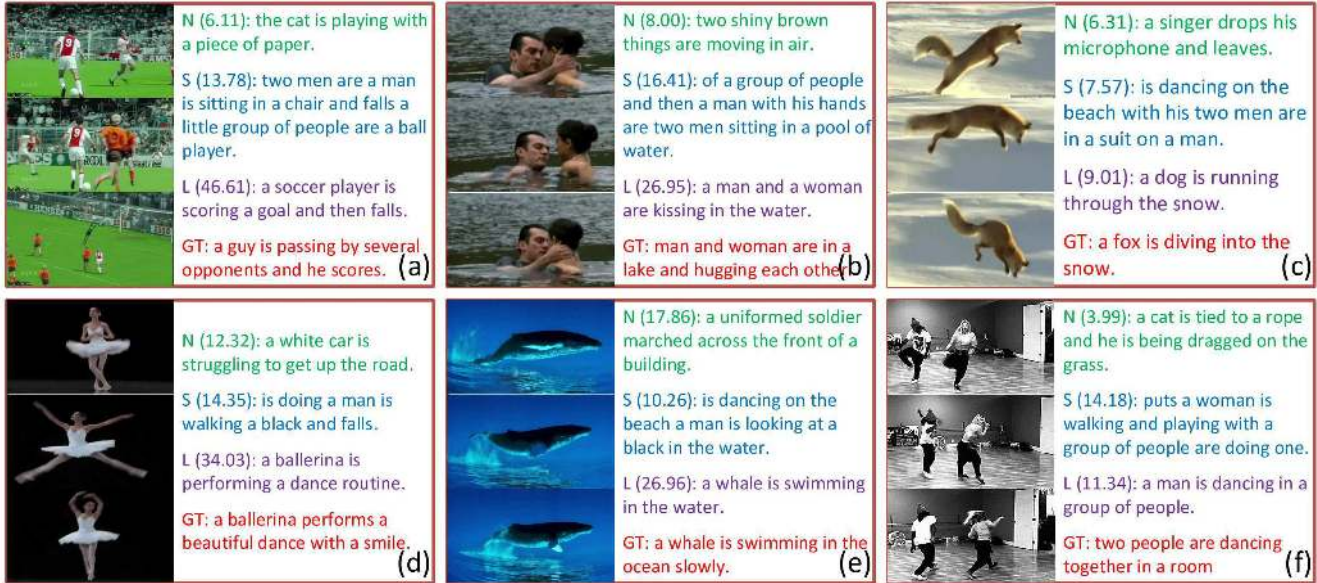 N (6.11): the cat is playing with
a piece of paper.
S (13.78): two men are a man
is sitting in a chair and falls a
little group of people are a ball
player.
L (46.61): a soccer player is
scoring a goal and then falls.
GT: a guy is passing by several
opponents and he scores.
(a)
N (8.00): two shiny brown
things are moving in air.
S (16.41): of a group of people
and then a man with his hands
are two men sitting in a pool of
water.
L (26.95): a man and a woman
are kissing in the water.
GT: man and woman are in a
lake and hugging each other
(b)
N (6.31): a singer drops his
microphone and leaves.
S (7.57): is dancing on the
beach with his two men are
in a suit on a man.
L (9.01): a dog is running
through the snow.
GT: a fox is diving into the
snow.
(c)
N (12.32): a white car is
struggling to get up the road.
S (14.35): is doing a man is
walking a black and falls.
L (34.03): a ballerina is
performing a dance routine.
GT: a ballerina performs a
beautiful dance with a smile.
(d)
N (17.86): a uniformed soldier
marched across the front of a
building.
S (10.26): is dancing on the
beach a man is looking at a
black in the water.
L (26.96): a whale is swimming
in the water.
GT: a whale is swimming in the
ocean slowly.
(e)
N (3.99): a cat is tied to a rope
and he is being dragged on the
grass.
S (14.18): puts a woman is
walking and playing with a
group of people are doing one.
L (11.34): a man is dancing in a
group of people.
GT: two people are dancing
together in a room
(f)
9
9